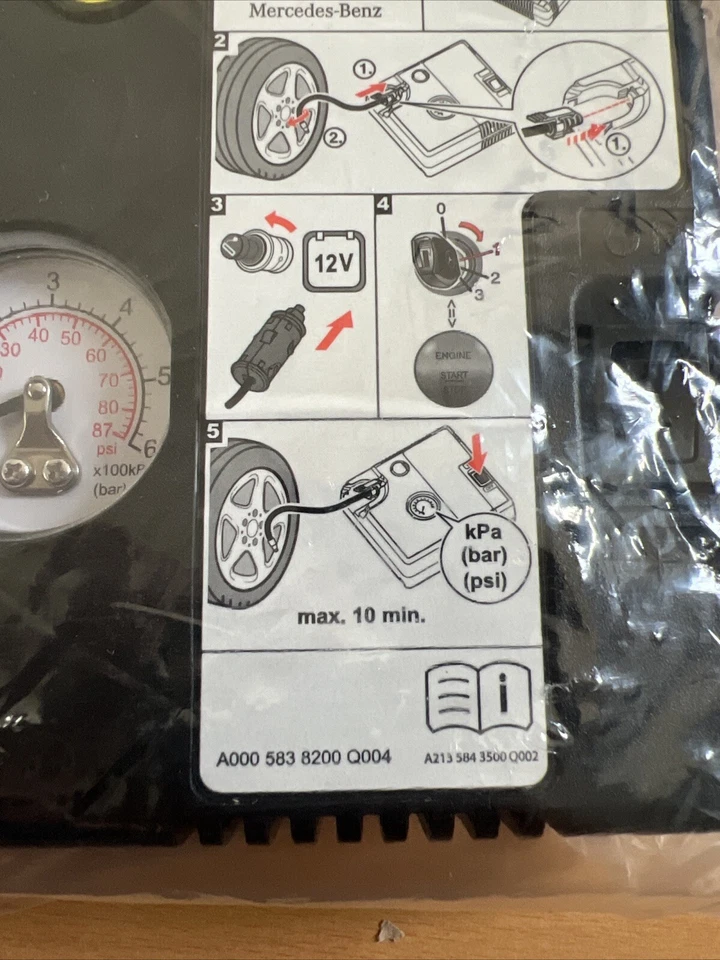 Mercedes-Benz
2
1.
2.
1.
3
12V
4
0
1
2
3
ENGINE
START
3
4
5
6
30
40
50
60
70
80
87
psi
x100kP
(bar)
5
kPa
(bar)
(psi)
max. 10 min.
i
A000 583 8200 Q004
A213 584 3500 Q002